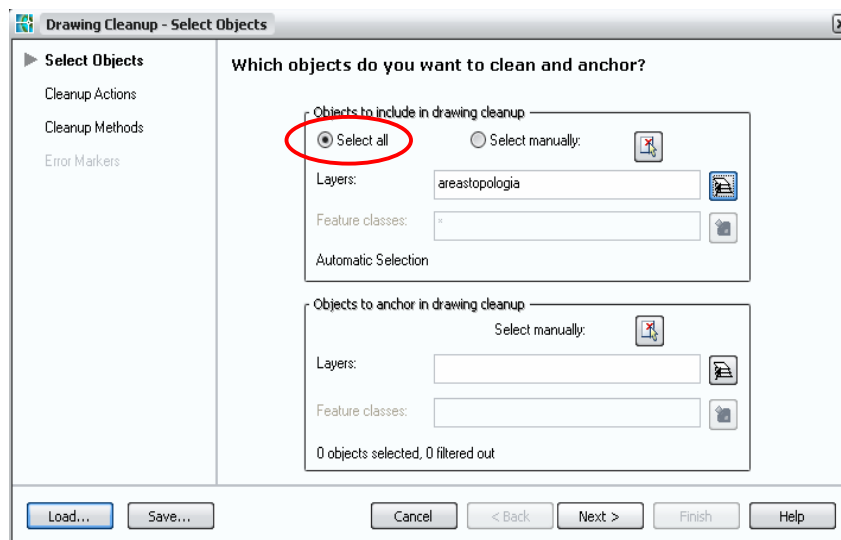 Drawing Cleanup - Select Objects
Select Objects
Cleanup Actions
Cleanup Methods
Error Markers
Which objects do you want to clean and anchor?
Objects to include in drawing cleanup
Select all
Select manually:
Layers:
areastopologia
Feature classes:
*
Automatic Selection
Objects to anchor in drawing cleanup
Select manually:
Layers:
Feature classes:
0 objects selected, 0 filtered out
Load...
Save...
Cancel
< Back
Next >
Finish
Help